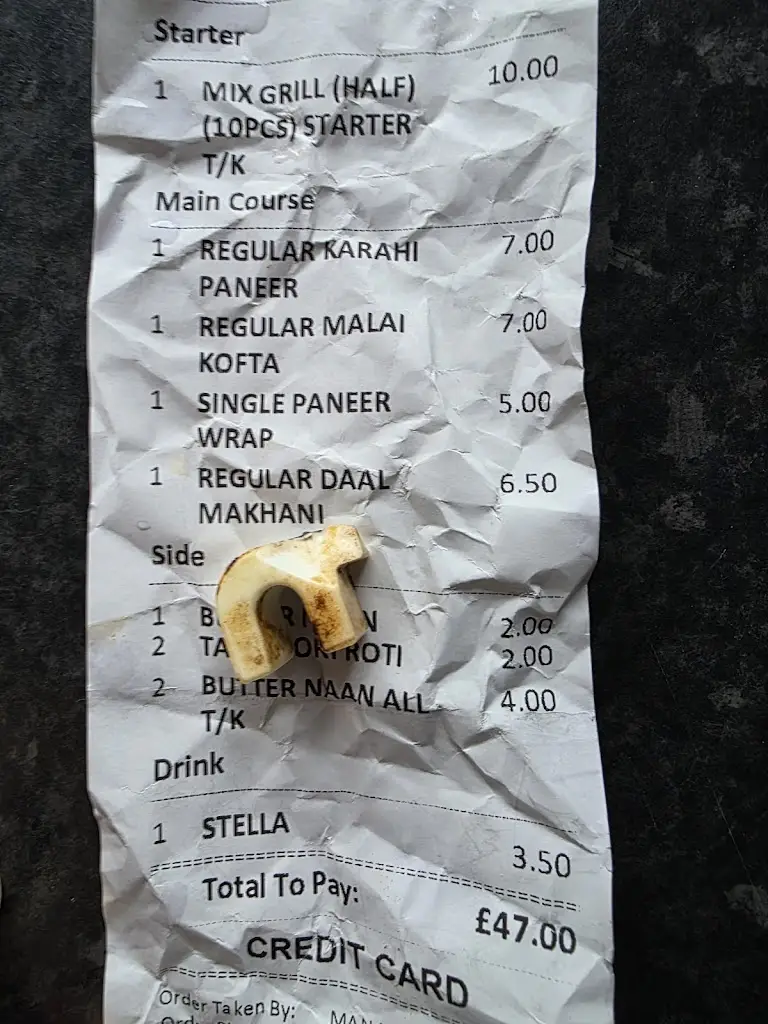 Starter
1 MIX GRILL (HALF) 10.00
(10PCS) STARTER
T/K
Main Course
1 REGULAR KARAHI 7.00
PANEER
1 REGULAR MALAI 7.00
KOFTA
1 SINGLE PANEER 5.00
WRAP
1 REGULAR DAAL 6.50
MAKHANI
Side
1 2.00
2 ROTI 2.00
2 BUTTER NAAN ALL 4.00
T/K
Drink
1 STELLA 3.50
Total To Pay: £47.00
CREDIT CARD
Order Taken By: